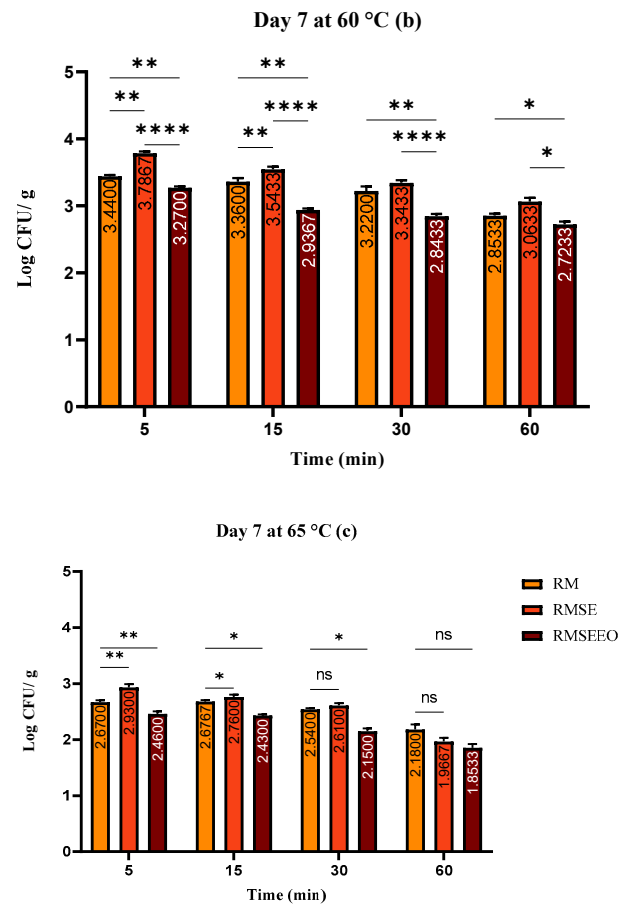 Day 7 at 60 °C (b)
Log CFU/ g
5
4
3
2
1
0
** ** ** *
** **** ** **** **** *
3.4400 3.7867 3.2700 3.3600 3.5433 2.9367 3.2200 3.3433 2.8433 2.8533 3.0633 2.7233
5 15 30 60
Time (min)
Day 7 at 65 °C (c)
Log CFU/ g
5
4
3
2
1
0
** * * ns
** * ns ns
2.6700 2.9300 2.4600 2.6767 2.7600 2.4300 2.5400 2.6100 2.1500 2.1800 1.9667 1.8533
5 15 30 60
Time (min)
RM
RMSE
RMSEEO